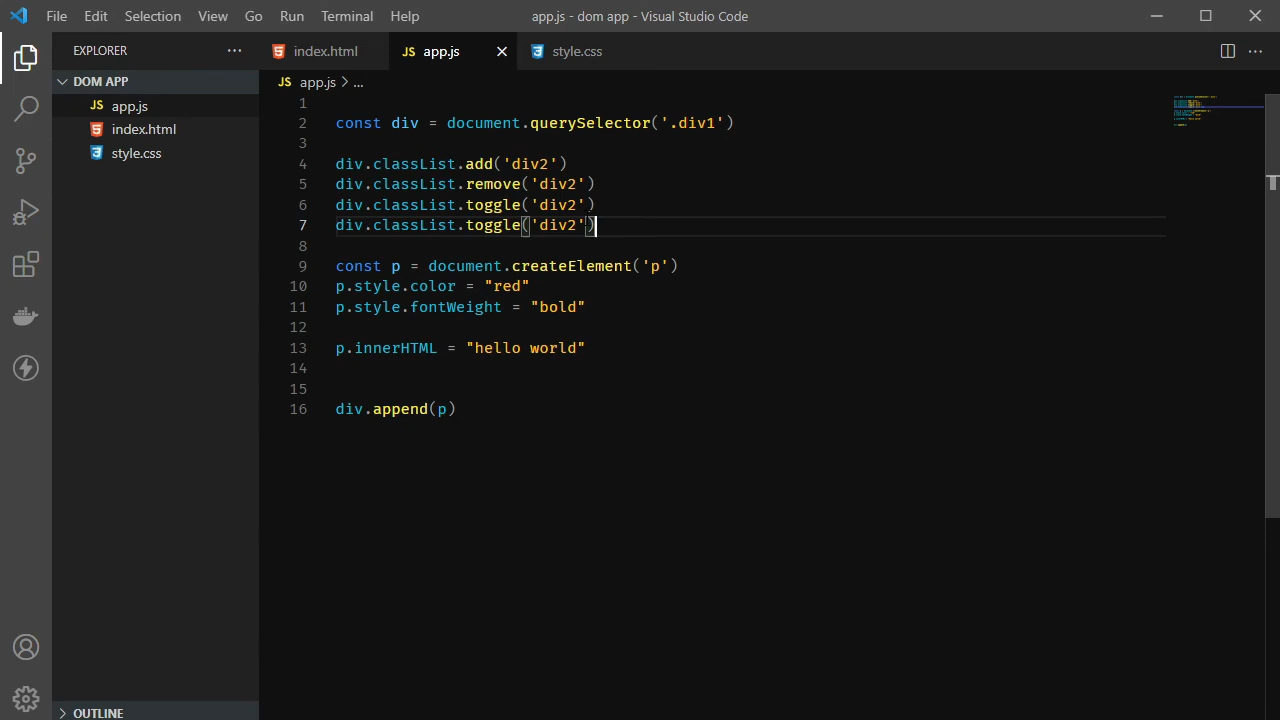 File Edit Selection View Go Run Terminal Help app.js - dom app - Visual Studio Code
EXPLORER ...
index.html
JS app.js
style.css
DOM APP
JS app.js
index.html
style.css
JS app.js > ...
1
2 const div = document.querySelector('.div1')
3
4 div.classList.add('div2')
5 div.classList.remove('div2')
6 div.classList.toggle('div2')
7 div.classList.toggle('div2')
8
9 const p = document.createElement('p')
10 p.style.color = "red"
11 p.style.fontWeight = "bold"
12
13 p.innerHTML = "hello world"
14
15
16 div.append(p)
OUTLINE